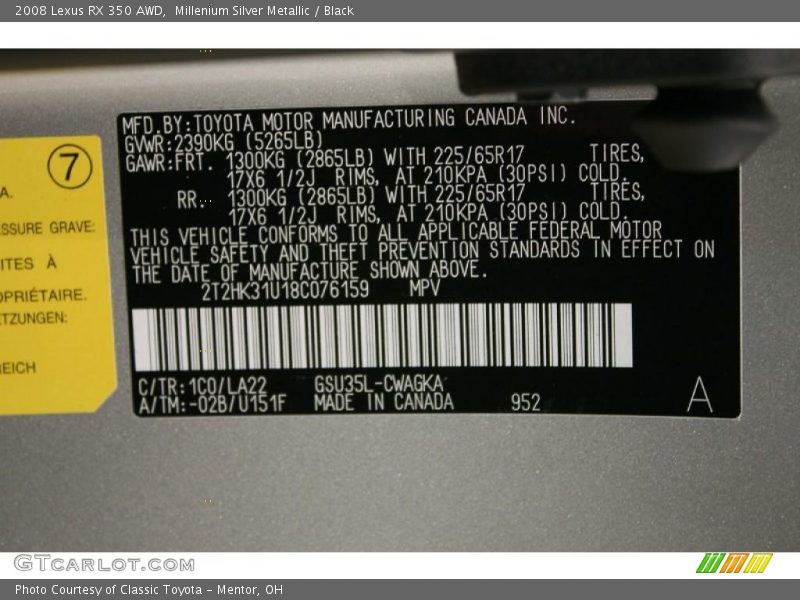 2008 Lexus RX 350 AWD,  Millenium Silver Metallic / Black
7
A.
ESSURE GRAVE:
ITES À
OPRIÉTAIRE.
ETZUNGEN:
REICH
MFD.BY:TOYOTA MOTOR MANUFACTURING CANADA INC.
GVWR:2390KG (5265LB)
GAWR:FRT. 1300KG (2865LB) WITH 225/65R17 TIRES,
17X6 1/2J RIMS, AT 210KPA (30PSI) COLD.
RR. 1300KG (2865LB) WITH 225/65R17 TIRES,
17X6 1/2J RIMS, AT 210KPA (30PSI) COLD.
THIS VEHICLE CONFORMS TO ALL APPLICABLE FEDERAL MOTOR
VEHICLE SAFETY AND THEFT PREVENTION STANDARDS IN EFFECT ON
THE DATE OF MANUFACTURE SHOWN ABOVE.
2T2HK31U18C076159 MPV
C/TR:1C0/LA22 GSU35L-CWAGKA
A/TM:-02B/U151F MADE IN CANADA 952 A
GTCARLOT.COM
Photo Courtesy of Classic Toyota - Mentor, OH